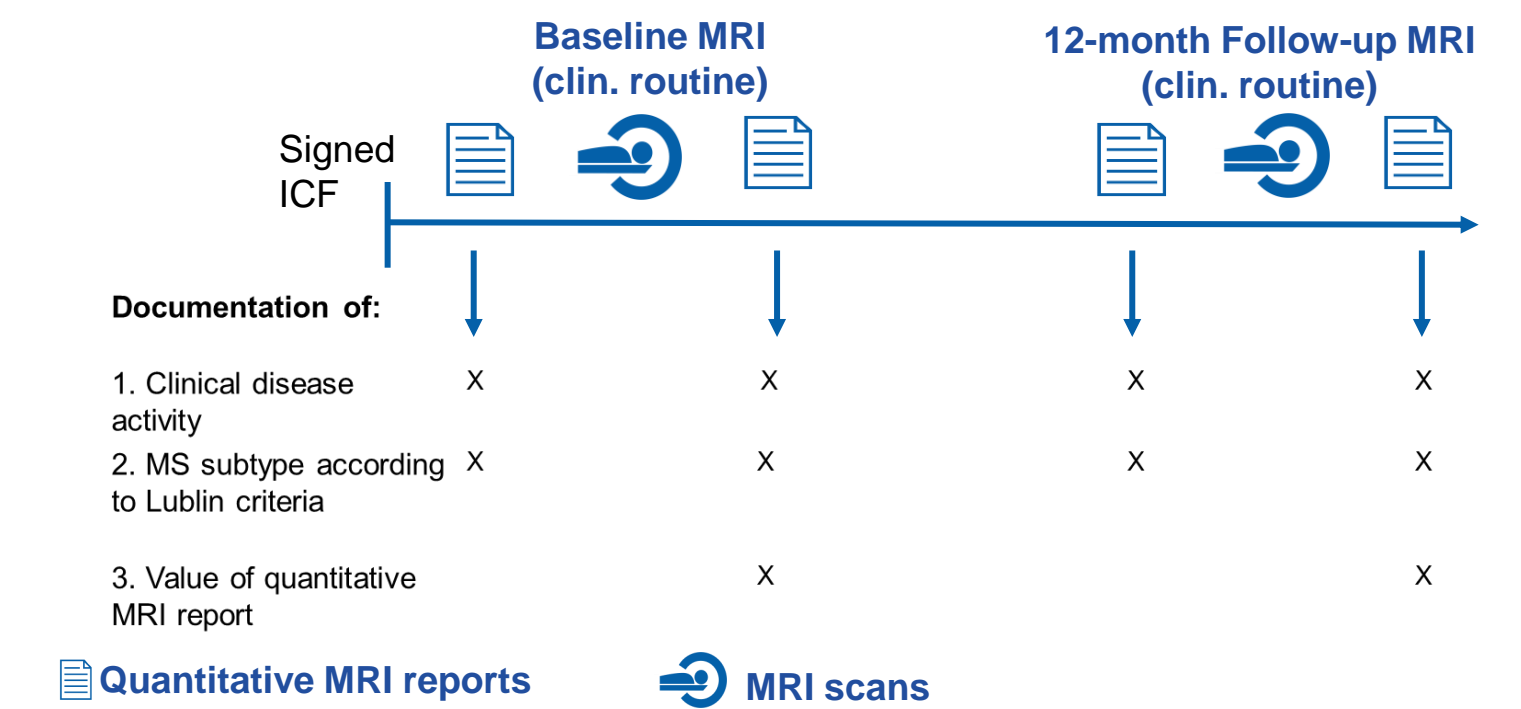 Baseline MRI
(clin. routine)
12-month Follow-up MRI
(clin. routine)
Signed
ICF
Documentation of:
1. Clinical disease
activity
X X X X
2. MS subtype according
to Lublin criteria
X X X X
3. Value of quantitative
MRI report
X X
Quantitative MRI reports
MRI scans